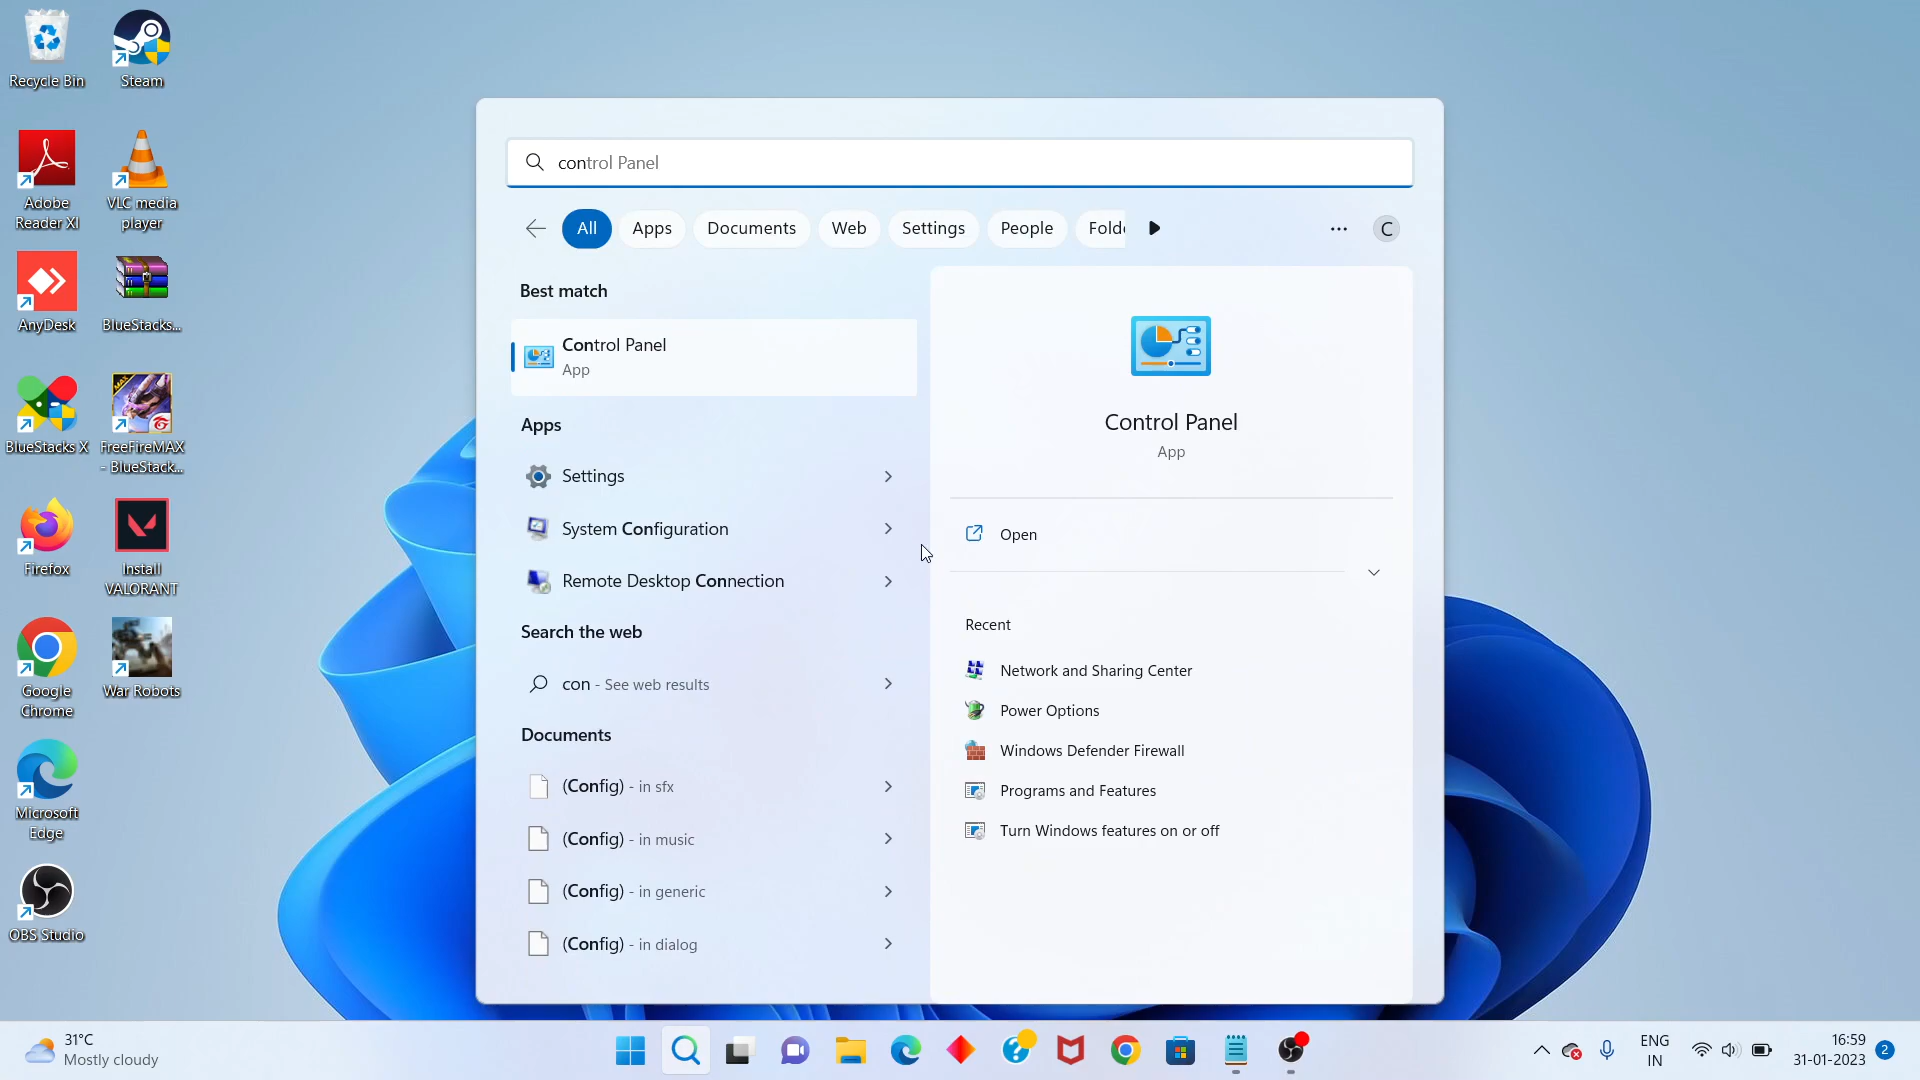 Recycle Bin
Steam
Adobe
Reader XI
VLC media
player
AnyDesk
BlueStacks...
BlueStacks X
MAX
FreeFireMAX
- BlueStack...
Firefox
Install
VALORANT
Google
Chrome
War Robots
Microsoft
Edge
OBS Studio
control Panel
All
Apps
Documents
Web
Settings
People
Folde
C
Best match
Control Panel
App
Apps
Settings
System Configuration
Remote Desktop Connection
Search the web
con - See web results
Documents
(Config) - in sfx
(Config) - in music
(Config) - in generic
(Config) - in dialog
Control Panel
App
Open
Recent
Network and Sharing Center
Power Options
Windows Defender Firewall
Programs and Features
Turn Windows features on or off
31°C
Mostly cloudy
ENG
IN
16:59
31-01-2023
2